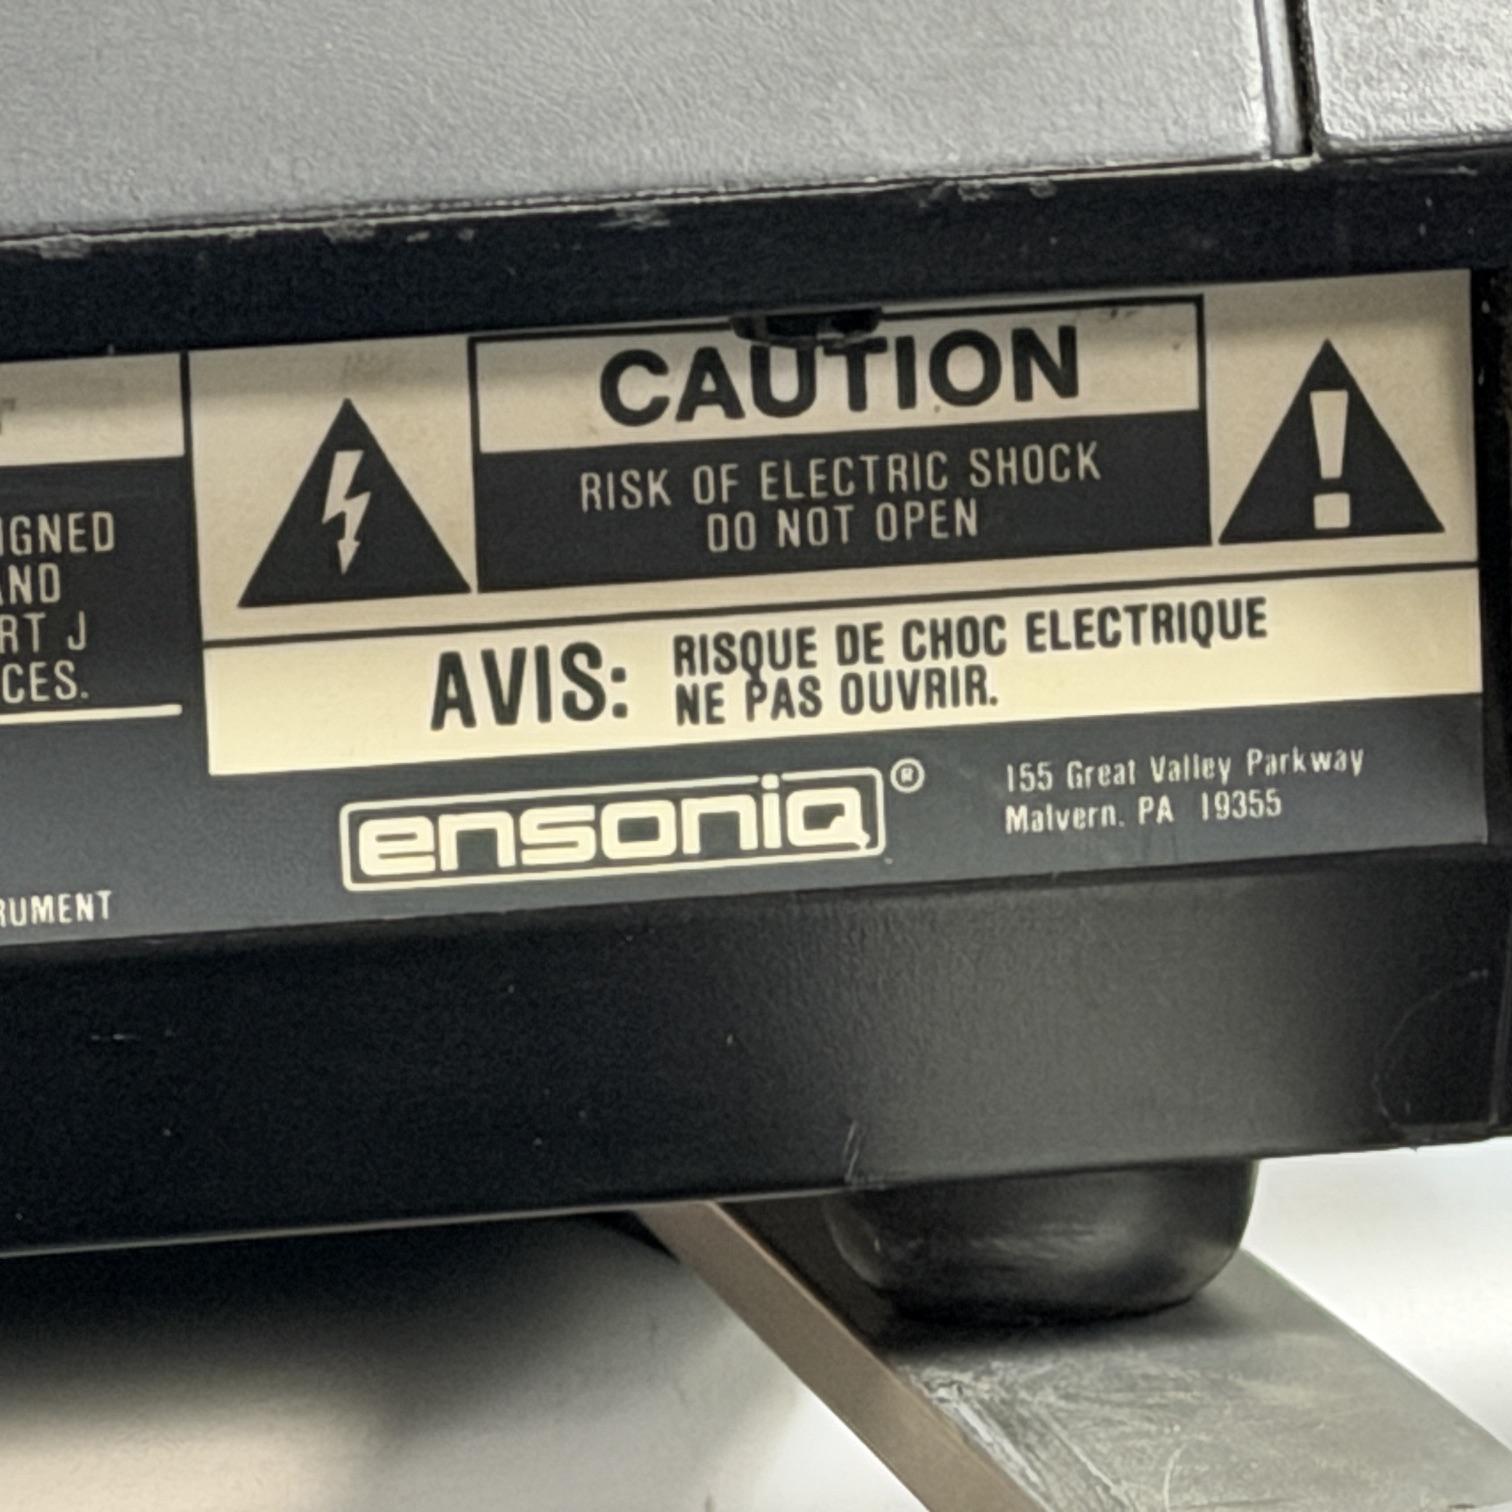 IGNED
AND
RT J
CES.
RUMENT
CAUTION
RISK OF ELECTRIC SHOCK
DO NOT OPEN
AVIS: RISQUE DE CHOC ELECTRIQUE
NE PAS OUVRIR.
ensoniq®
155 Great Valley Parkway
Malvern, PA 19355